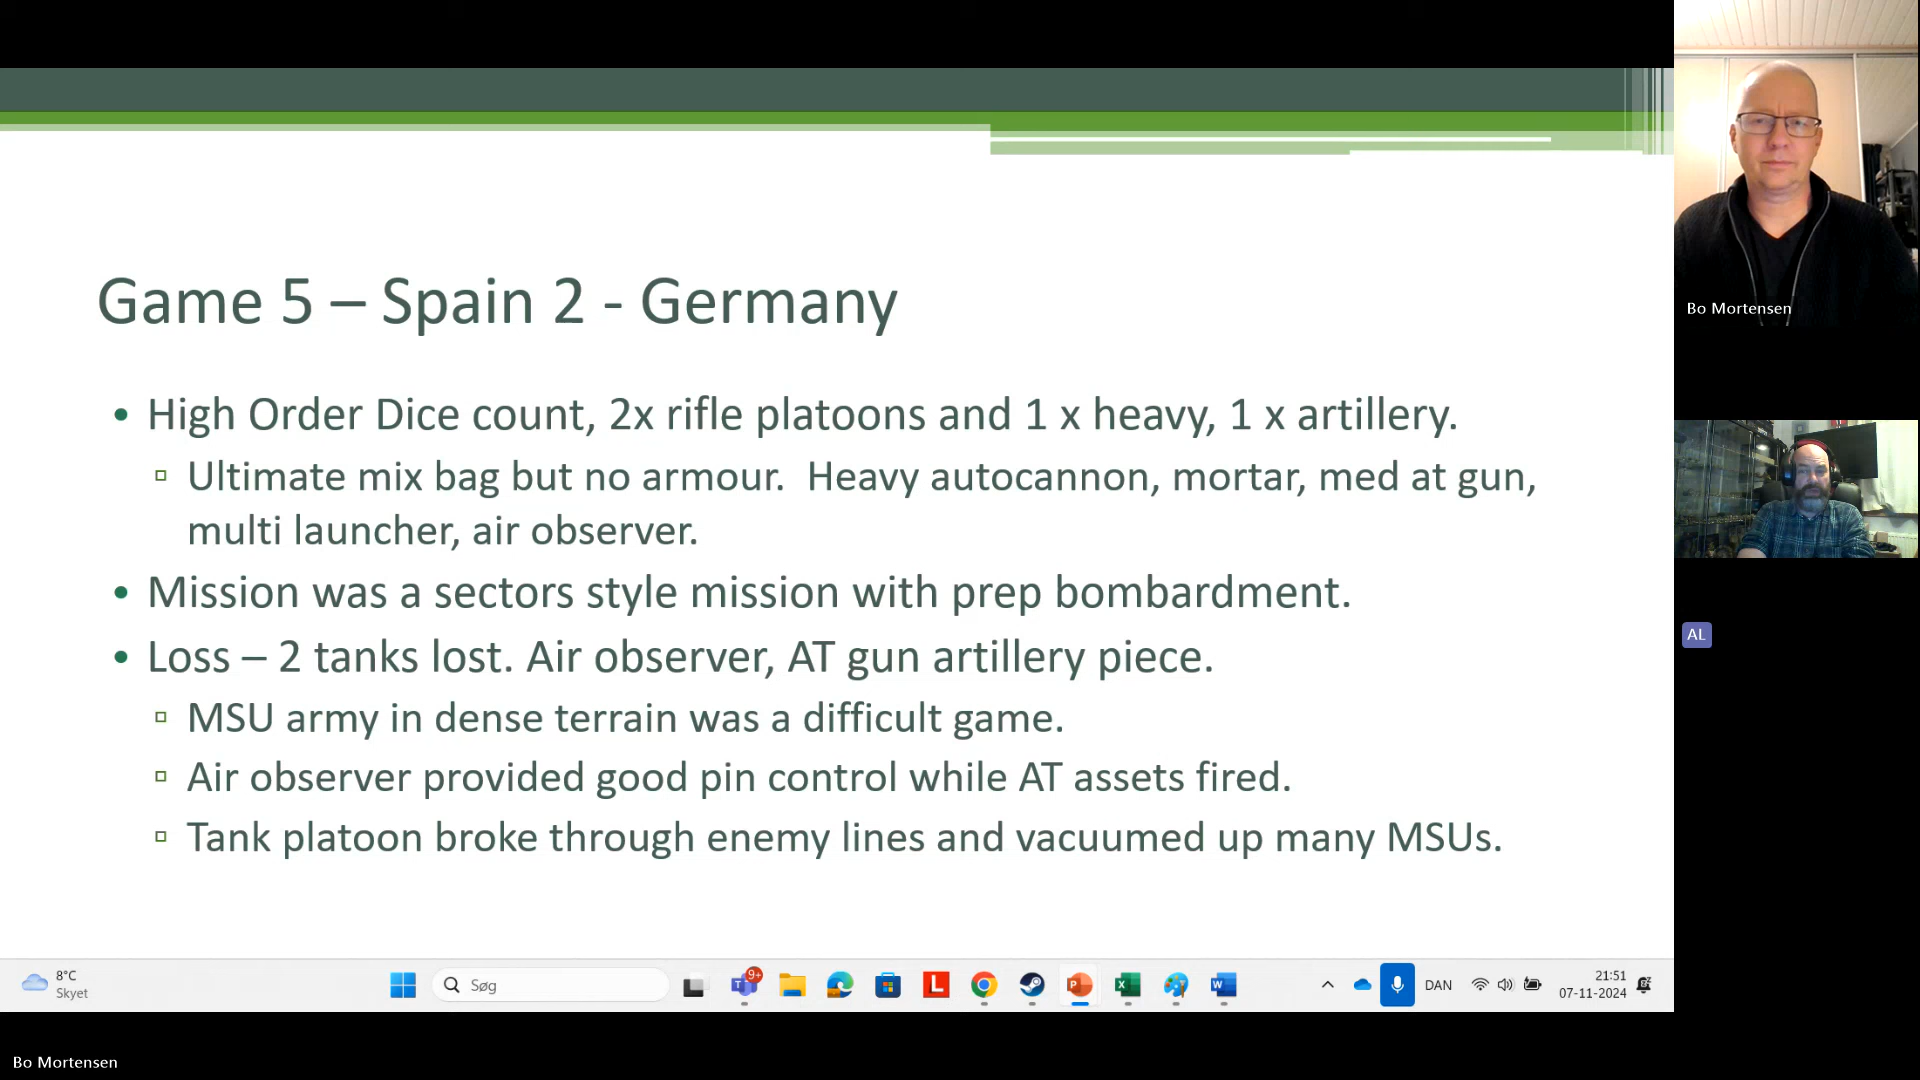 Game 5 – Spain 2 - Germany
• High Order Dice count, 2x rifle platoons and 1 x heavy, 1 x artillery.
▫ Ultimate mix bag but no armour.  Heavy autocannon, mortar, med at gun,
multi launcher, air observer.
• Mission was a sectors style mission with prep bombardment.
• Loss – 2 tanks lost. Air observer, AT gun artillery piece.
▫ MSU army in dense terrain was a difficult game.
▫ Air observer provided good pin control while AT assets fired.
▫ Tank platoon broke through enemy lines and vacuumed up many MSUs.
Bo Mortensen
AL
8°C
Skyet
Søg
9+
T
L
P
X
W
DAN
21:51
07-11-2024
Bo Mortensen